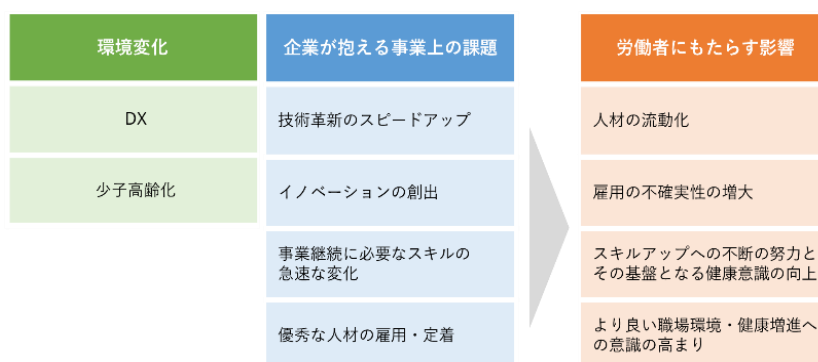 環境変化
DX
少子高齢化
企業が抱える事業上の課題
技術革新のスピードアップ
イノベーションの創出
事業継続に必要なスキルの
急速な変化
優秀な人材の雇用・定着
労働者にもたらす影響
人材の流動化
雇用の不確実性の増大
スキルアップへの不断の努力と
その基盤となる健康意識の向上
より良い職場環境・健康増進へ
の意識の高まり